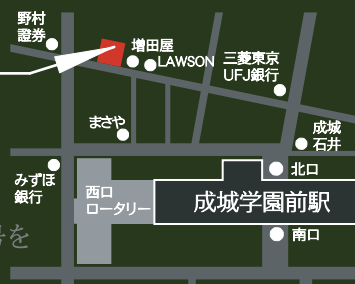 野村
證券
増田屋
LAWSON
三菱東京
UFJ銀行
まさや
成城
石井
みずほ
銀行
西口
ロータリー
北口
成城学園前駅
南口
を